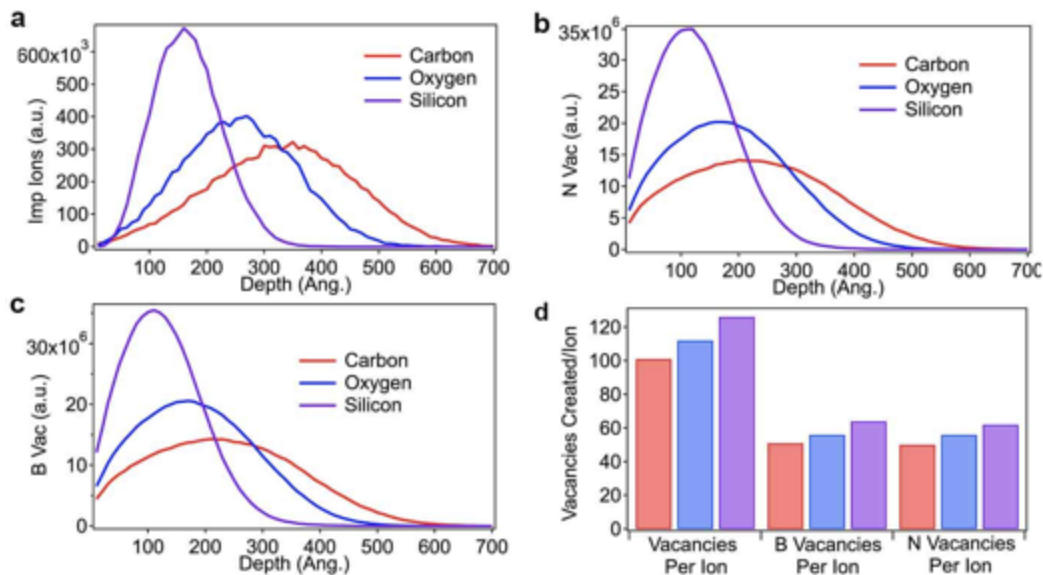 a
600x10³
500
400
300
200
100
0
Imp Ions (a.u.)
Carbon
Oxygen
Silicon
100 200 300 400 500 600 700
Depth (Ang.)
b
35x10⁶
30
25
20
15
10
5
0
N Vac (a.u.)
Carbon
Oxygen
Silicon
100 200 300 400 500 600 700
Depth (Ang.)
c
30x10⁶
20
10
0
B Vac (a.u.)
Carbon
Oxygen
Silicon
100 200 300 400 500 600 700
Depth (Ang.)
d
120
100
80
60
40
20
0
Vacancies Created/Ion
Vacancies
Per Ion
B Vacancies
Per Ion
N Vacancies
Per Ion